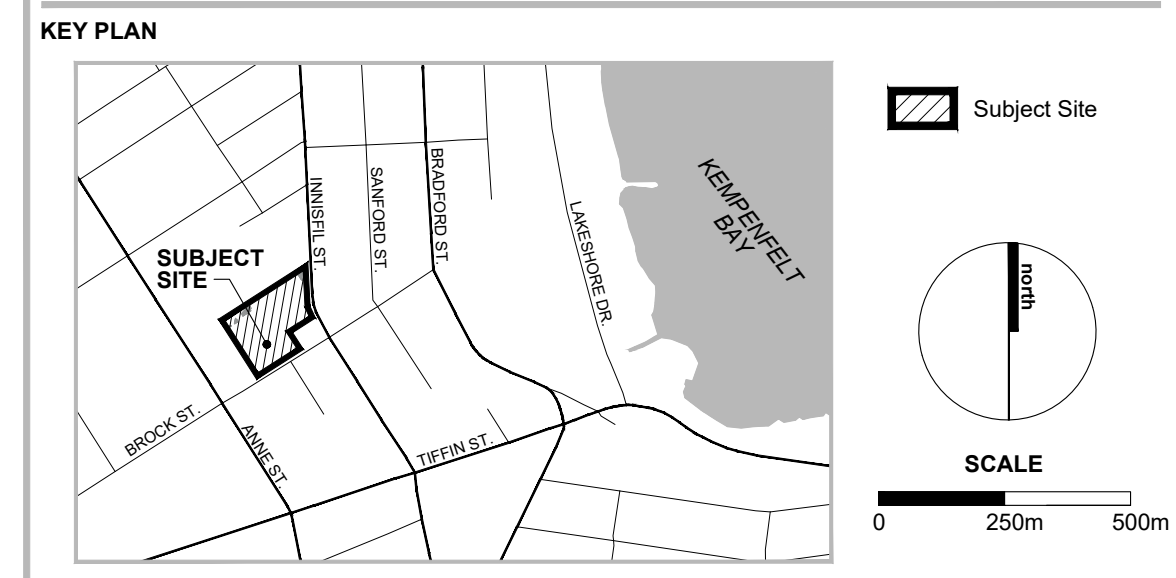 KEY PLAN
Subject Site
KEMPENFELT
BAY
INNISFIL ST.
SANFORD ST.
BRADFORD ST.
LAKESHORE DR.
SUBJECT
SITE
north
BROCK ST.
ANNE ST.
TIFFIN ST.
SCALE
0 250m 500m